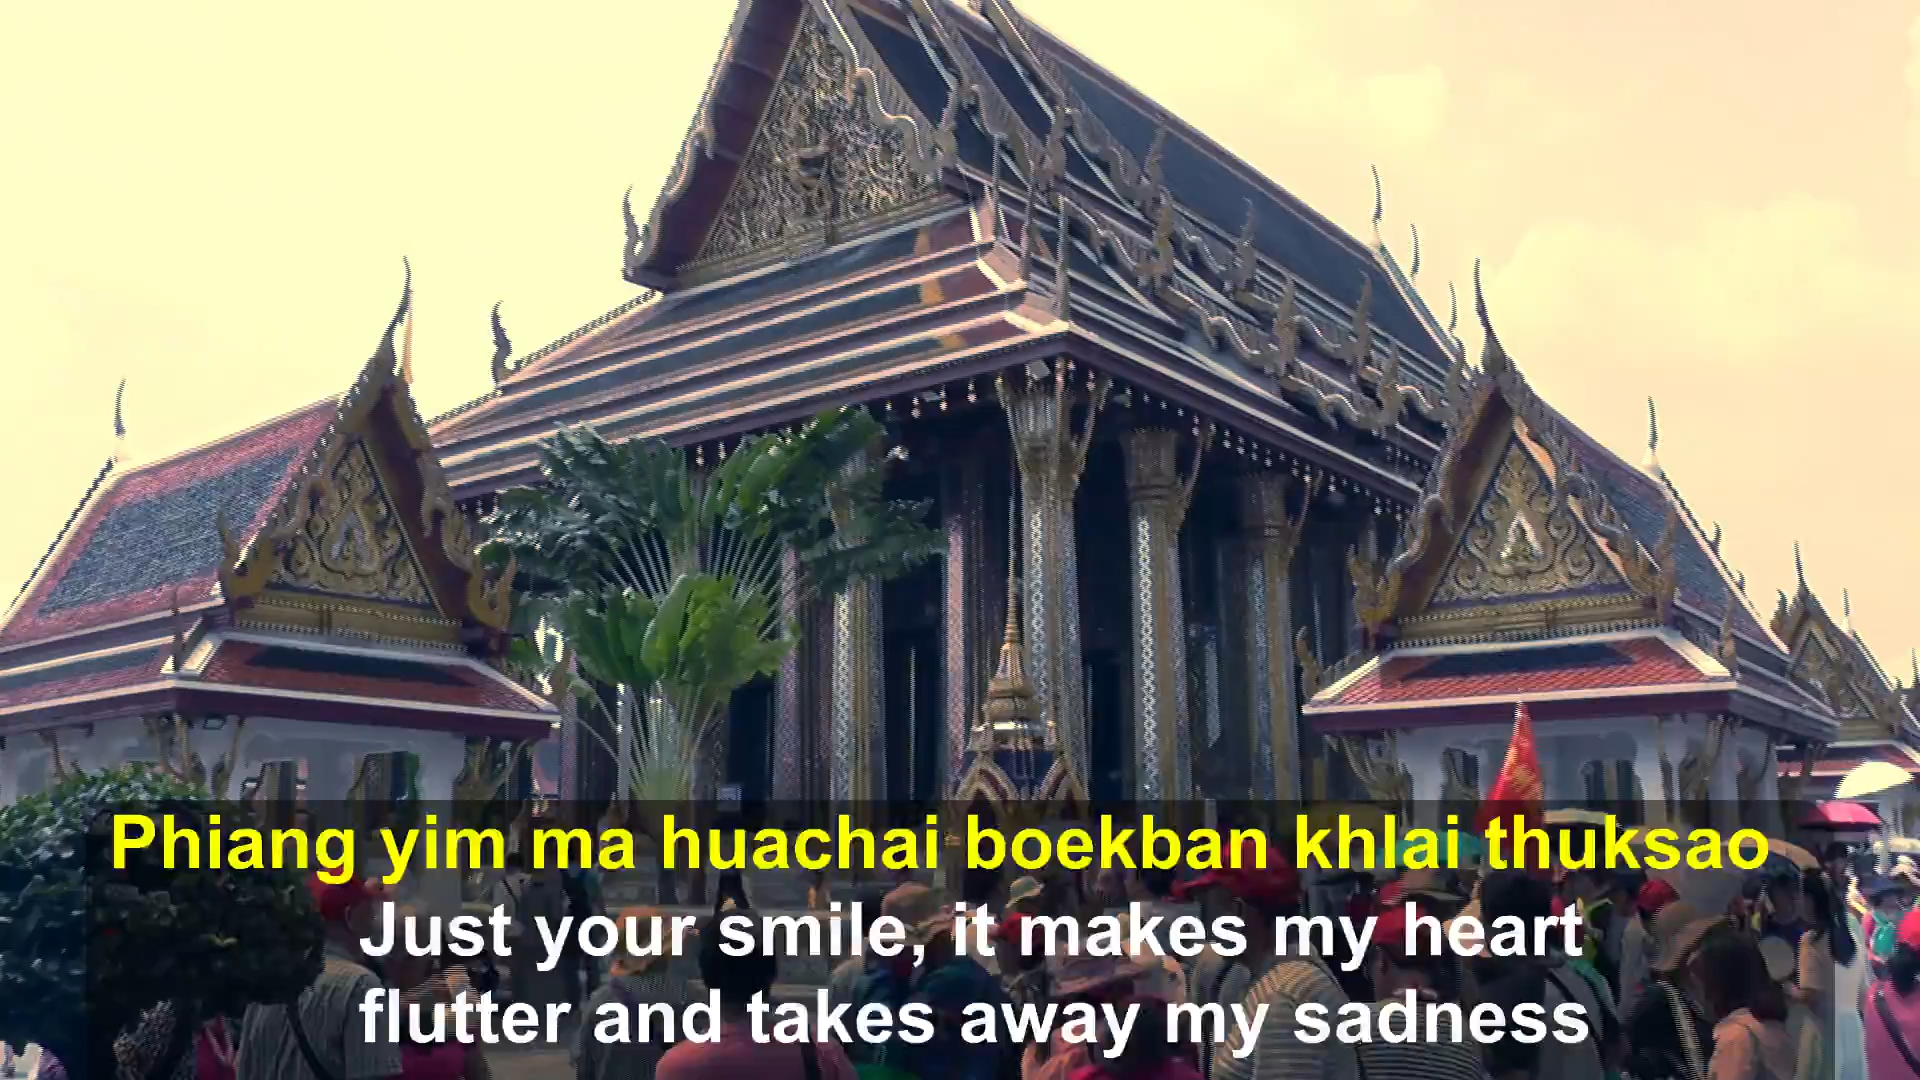 Phiang yim ma huachai boekban khlai thuksao
Just your smile, it makes my heart
flutter and takes away my sadness